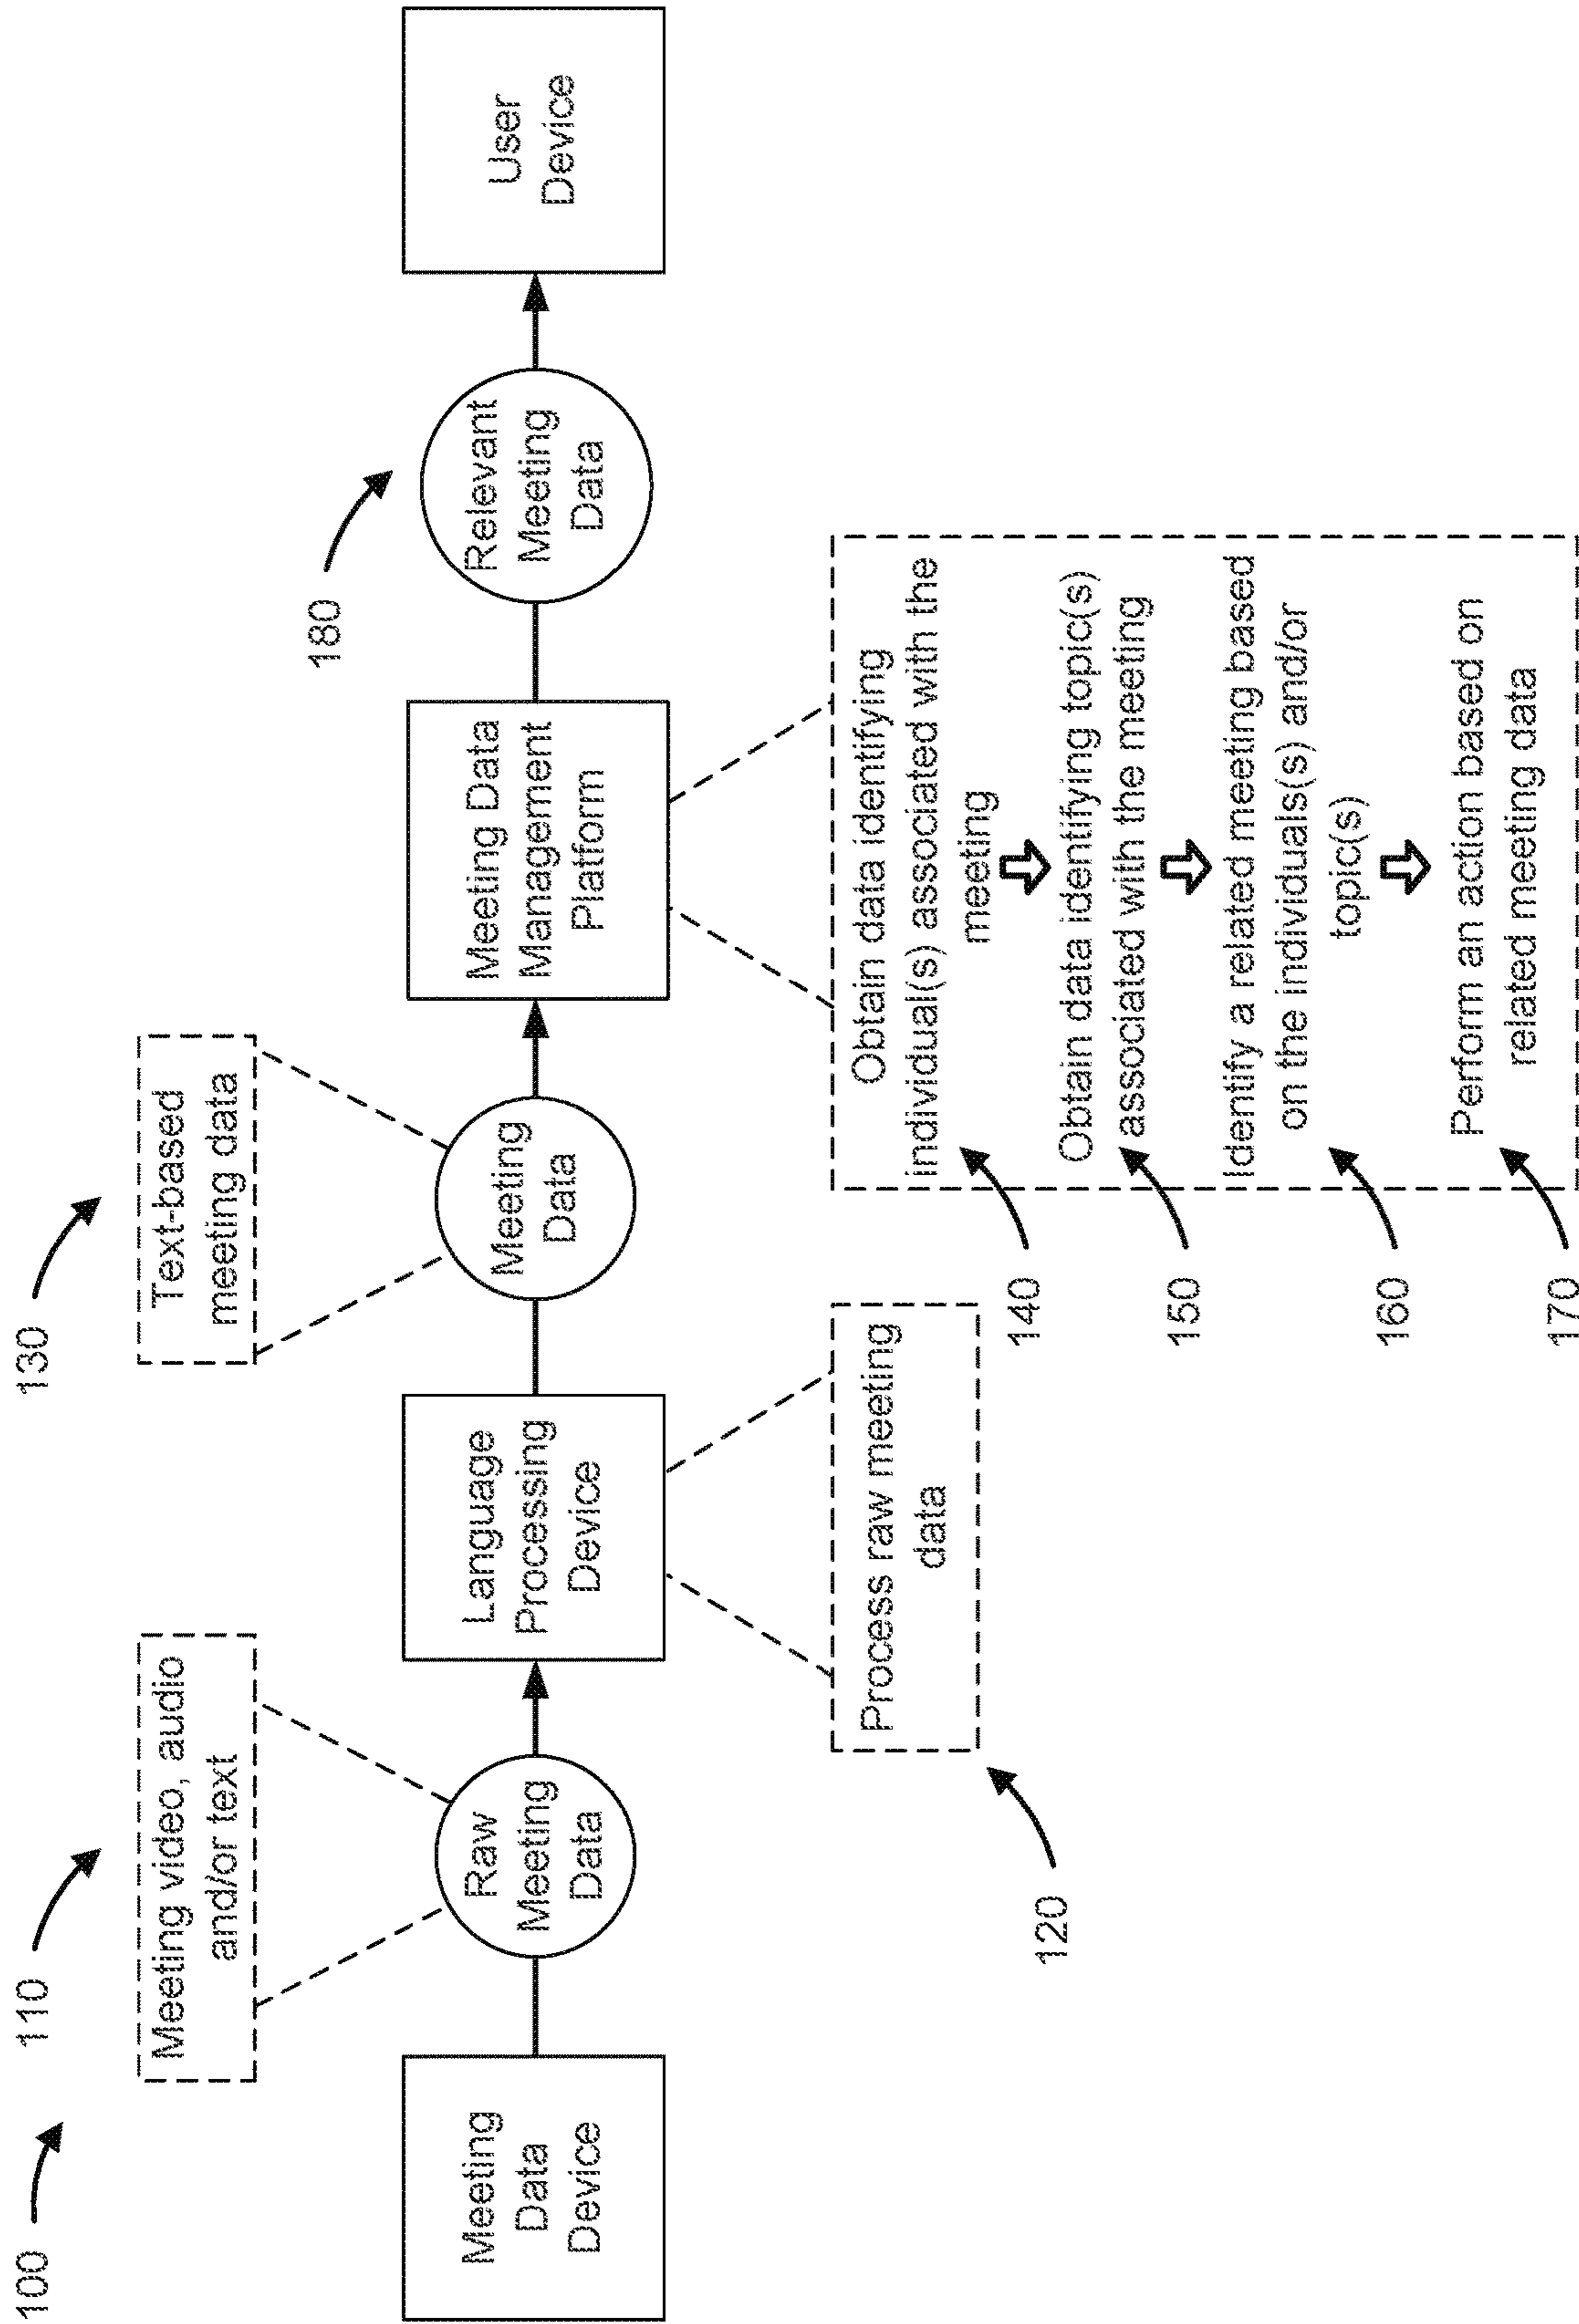 100
110
Meeting video, audio
and/or text
130
Text-based
meeting data
180
Meeting
Data
Device
Raw
Meeting
Data
Language
Processing
Device
Meeting
Data
Meeting Data
Management
Platform
Relevant
Meeting
Data
User
Device
120
Process raw meeting
data
140
Obtain data identifying
individual(s) associated with the
meeting
150
Obtain data identifying topic(s)
associated with the meeting
160
Identify a related meeting based
on the individuals(s) and/or
topic(s)
170
Perform an action based on
related meeting data